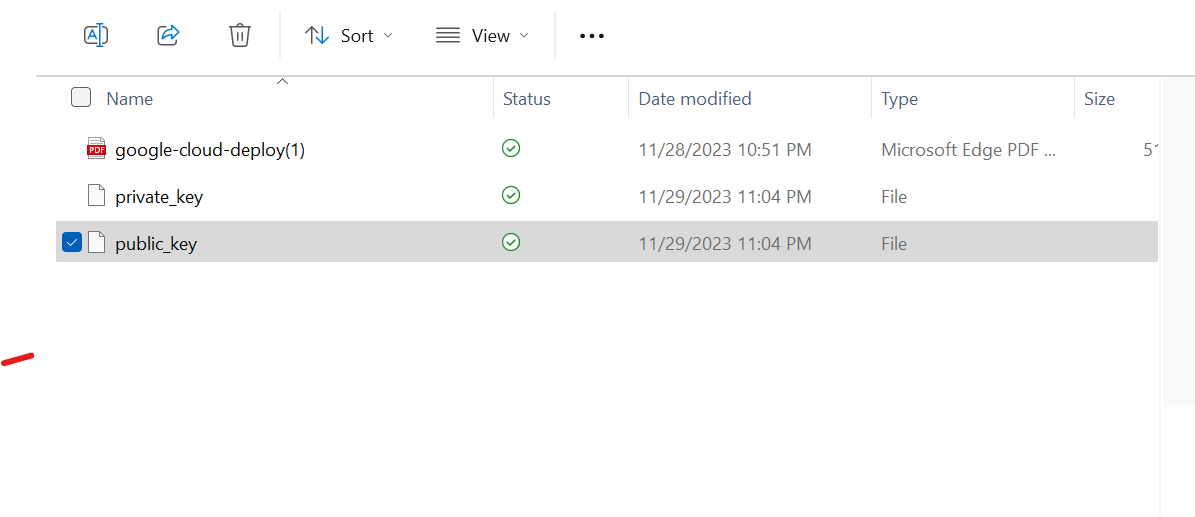 Sort View
Name Status Date modified Type Size
PDF google-cloud-deploy(1) 11/28/2023 10:51 PM Microsoft Edge PDF ...
private_key 11/29/2023 11:04 PM File
public_key 11/29/2023 11:04 PM File